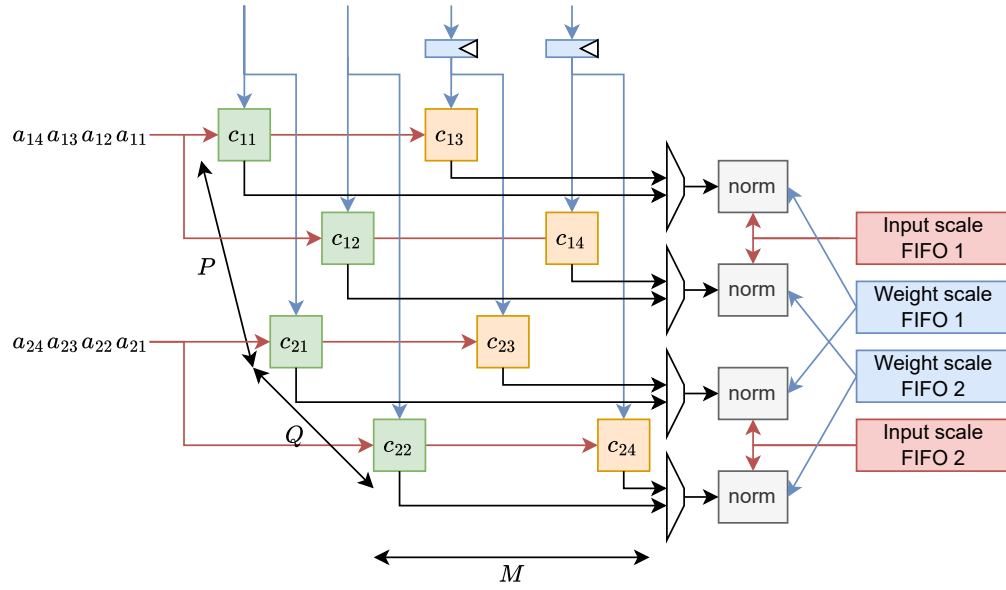 a₁₄ a₁₃ a₁₂ a₁₁
c₁₁
c₁₃
norm
c₁₂
c₁₄
Input scale
FIFO 1
P
norm
Weight scale
FIFO 1
a₂₄ a₂₃ a₂₂ a₂₁
c₂₁
c₂₃
Weight scale
FIFO 2
norm
Q
c₂₂
c₂₄
Input scale
FIFO 2
norm
M